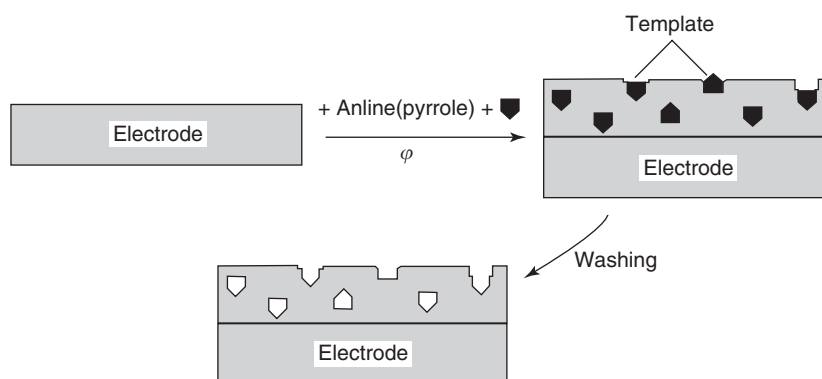 Template
+ Anline(pyrrole) +
Electrode
φ
Electrode
Washing
Electrode